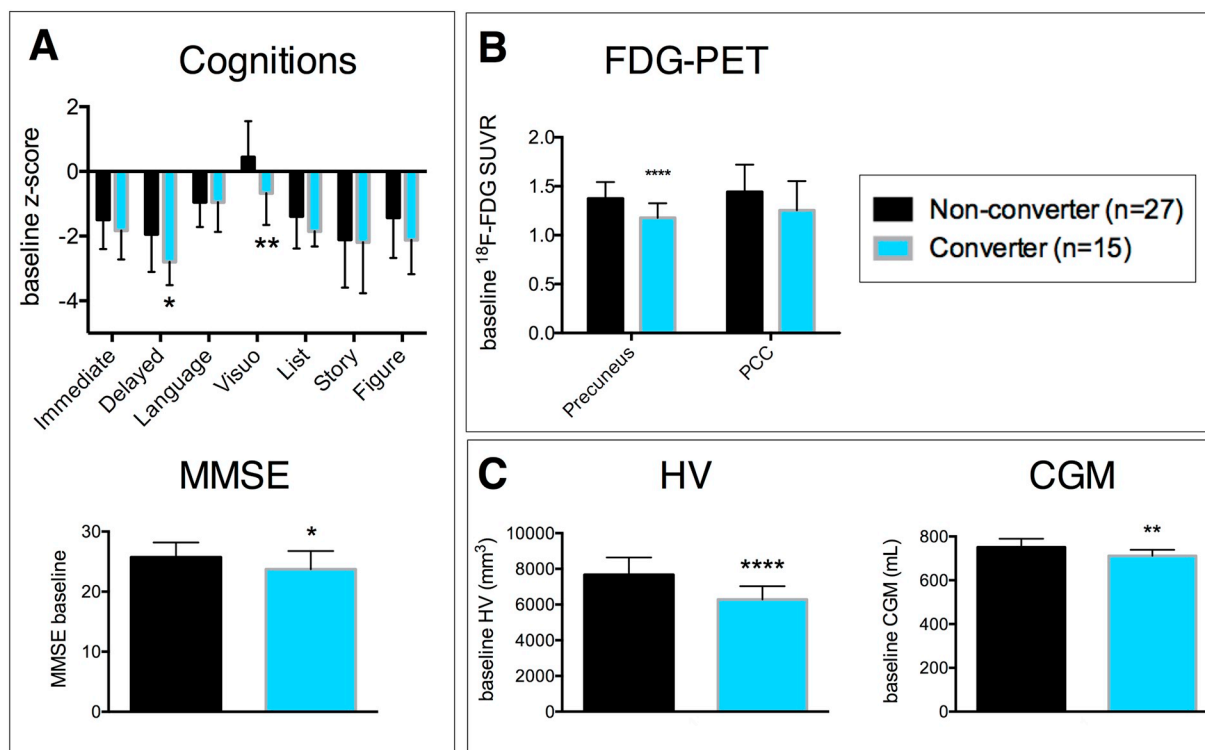 A
Cognitions
baseline z-score
2
0
-2
-4
*
**
Immediate
Delayed
Language
Visuo
List
Story
Figure
MMSE
MMSE baseline
30
20
10
0
*
B
FDG-PET
baseline ¹⁸F-FDG SUVR
2.0
1.5
1.0
0.5
0.0
****
Precuneus
PCC
Non-converter (n=27)
Converter (n=15)
C
HV
baseline HV (mm³)
10000
8000
6000
4000
2000
0
****
CGM
baseline CGM (mL)
800
600
400
200
0
**